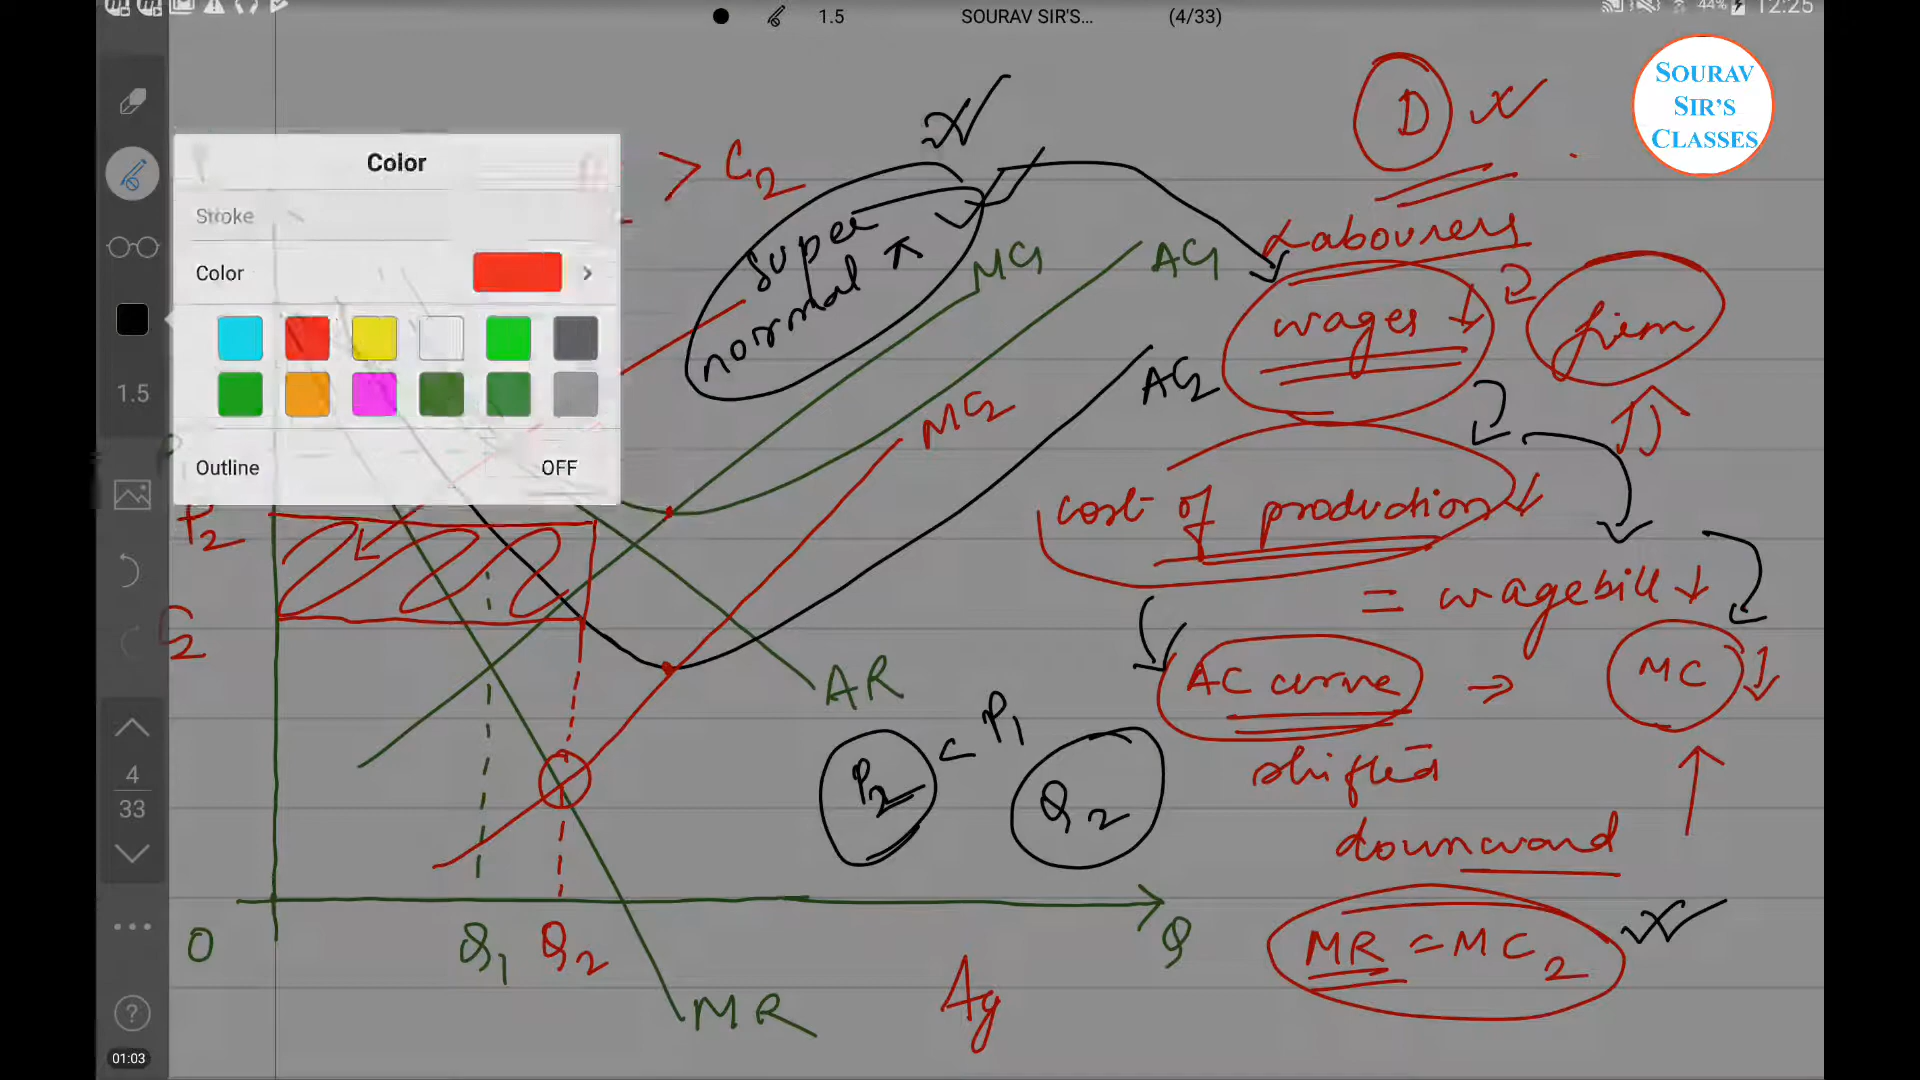 1.5 SOURAV SIR'S... (4/33)
44% 12:25
SOURAV
SIR'S
CLASSES
D
> C2
Color
Stroke
Color
Outline OFF
1.5
4
33
01:03
super
normal π
MC1
AC1
Labourers
wages ↓
firm
AC2
MC2
cost of production ↓
= wagebill ↓
P2
C2
AR
AC curve ⇒ MC ↓
shifted
downward
P2 < P1
Q2
MR = MC2
O Q1 Q2 Q
MR
Ag